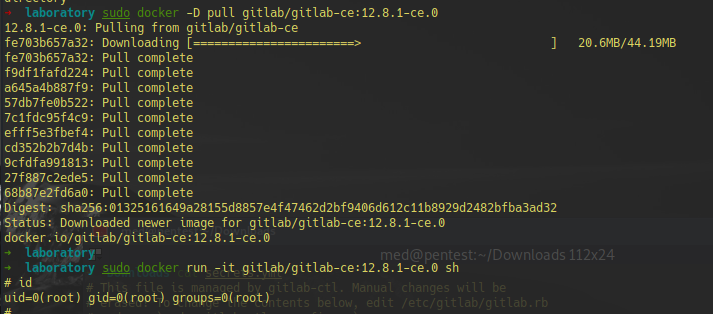 directory
→ laboratory sudo docker -D pull gitlab/gitlab-ce:12.8.1-ce.0
12.8.1-ce.0: Pulling from gitlab/gitlab-ce
fe703b657a32: Downloading [=======================> ] 20.6MB/44.19MB
fe703b657a32: Pull complete
f9df1fafd224: Pull complete
a645a4b887f9: Pull complete
57db7fe0b522: Pull complete
7c1fdc95f4c9: Pull complete
efff5e3fbef4: Pull complete
cd352b2b7d4b: Pull complete
9cfdfa991813: Pull complete
27f887c2ede5: Pull complete
68b87e2fd6a0: Pull complete
Digest: sha256:01325161649a28155d8857e4f47462d2bf9406d612c11b8929d2482bfba3ad32
Status: Downloaded newer image for gitlab/gitlab-ce:12.8.1-ce.0
docker.io/gitlab/gitlab-ce:12.8.1-ce.0
→ laboratory
med@pentest:~/Downloads 112x24
→ laboratory sudo docker run -it gitlab/gitlab-ce:12.8.1-ce.0 sh
# id
# This file is managed by gitlab-ctl. Manual changes will be
uid=0(root) gid=0(root) groups=0(root)
contents below, edit /etc/gitlab/gitlab.rb
#